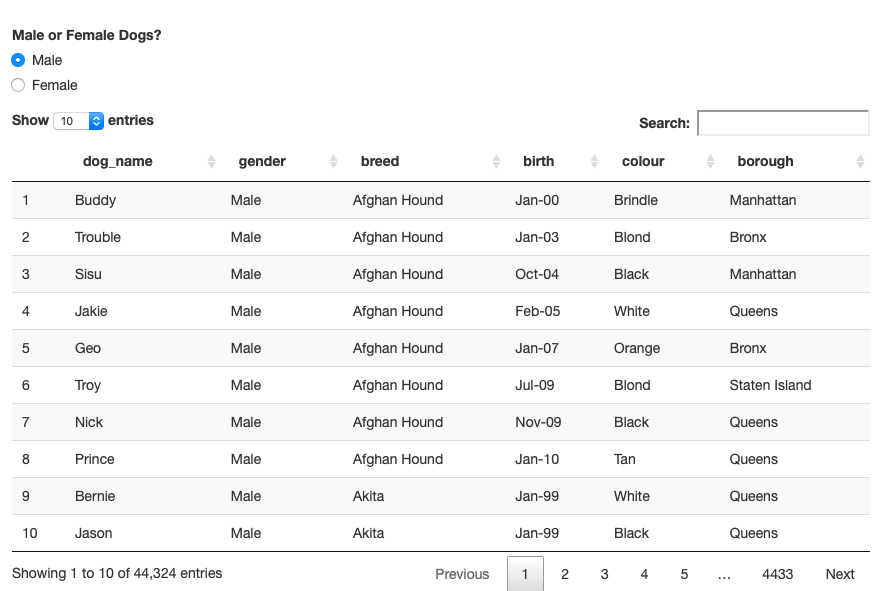 Male or Female Dogs?
Male
Female
Show 10 entries
Search:
dog_name gender breed birth colour borough
1 Buddy Male Afghan Hound Jan-00 Brindle Manhattan
2 Trouble Male Afghan Hound Jan-03 Blond Bronx
3 Sisu Male Afghan Hound Oct-04 Black Manhattan
4 Jakie Male Afghan Hound Feb-05 White Queens
5 Geo Male Afghan Hound Jan-07 Orange Bronx
6 Troy Male Afghan Hound Jul-09 Blond Staten Island
7 Nick Male Afghan Hound Nov-09 Black Queens
8 Prince Male Afghan Hound Jan-10 Tan Queens
9 Bernie Male Akita Jan-99 White Queens
10 Jason Male Akita Jan-99 Black Queens
Showing 1 to 10 of 44,324 entries Previous 1 2 3 4 5 … 4433 Next